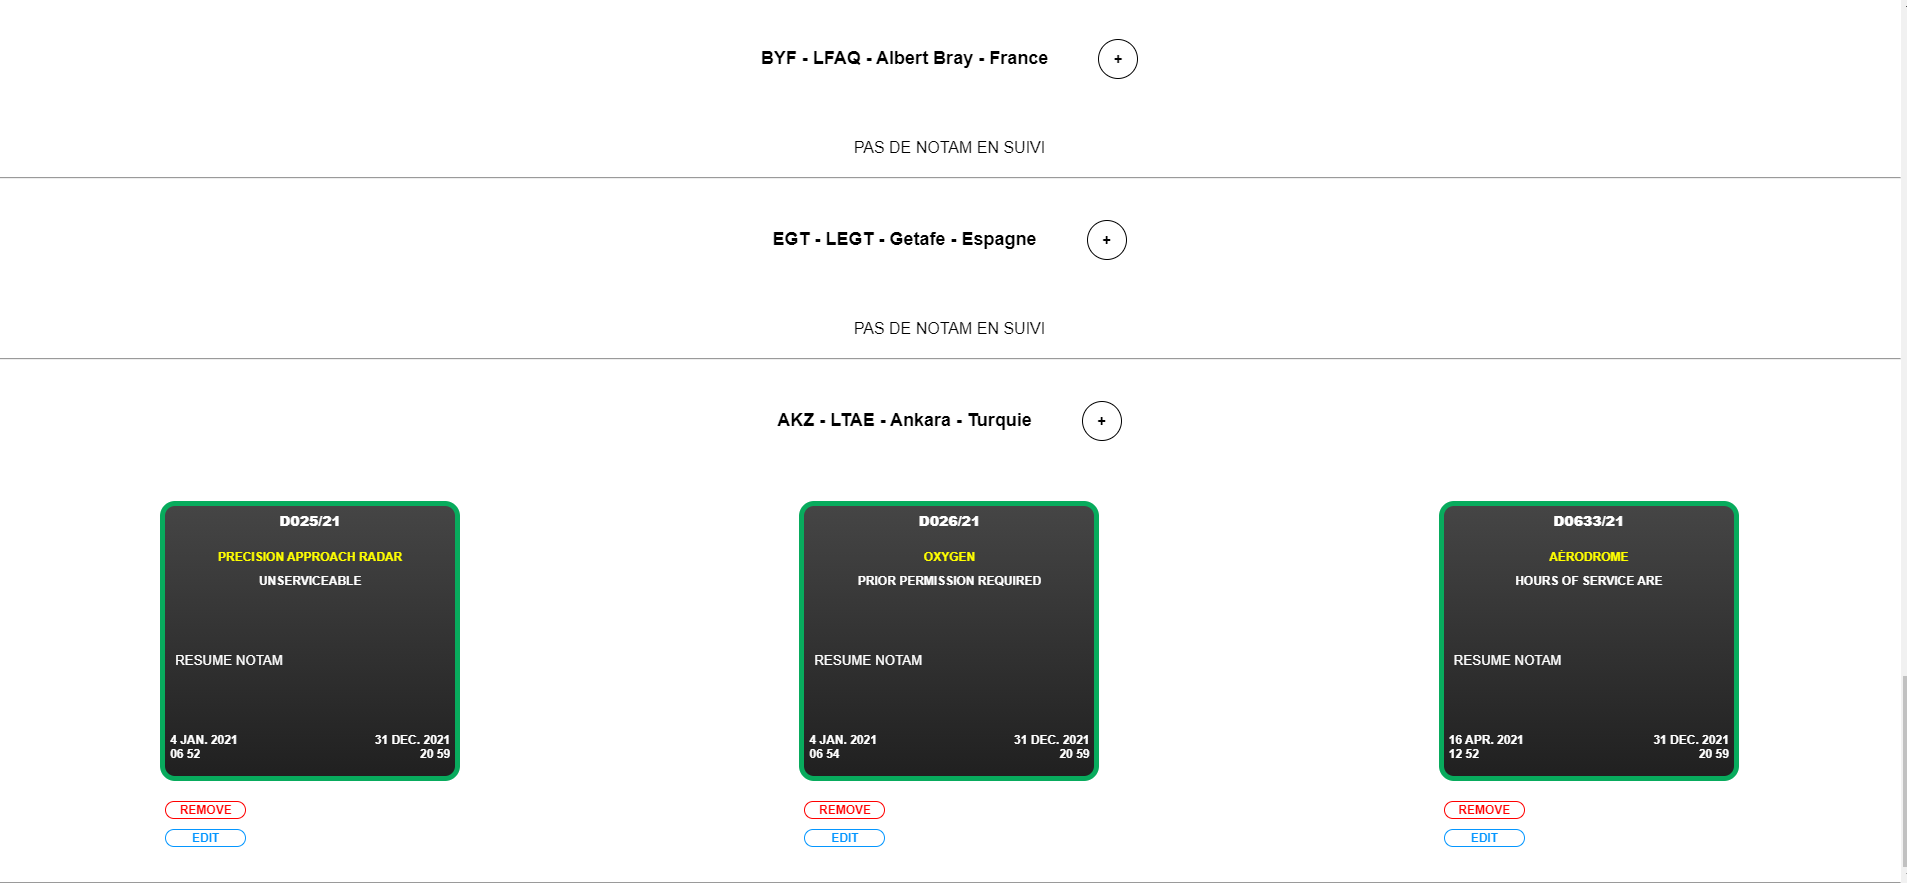 BYF - LFAQ - Albert Bray - France
+
PAS DE NOTAM EN SUIVI
EGT - LEGT - Getafe - Espagne
+
PAS DE NOTAM EN SUIVI
AKZ - LTAE - Ankara - Turquie
+
D025/21
PRECISION APPROACH RADAR
UNSERVICEABLE
RESUME NOTAM
4 JAN. 2021
06 52
31 DEC. 2021
20 59
REMOVE
EDIT
D026/21
OXYGEN
PRIOR PERMISSION REQUIRED
RESUME NOTAM
4 JAN. 2021
06 54
31 DEC. 2021
20 59
REMOVE
EDIT
D0633/21
AÉRODROME
HOURS OF SERVICE ARE
RESUME NOTAM
16 APR. 2021
12 52
31 DEC. 2021
20 59
REMOVE
EDIT